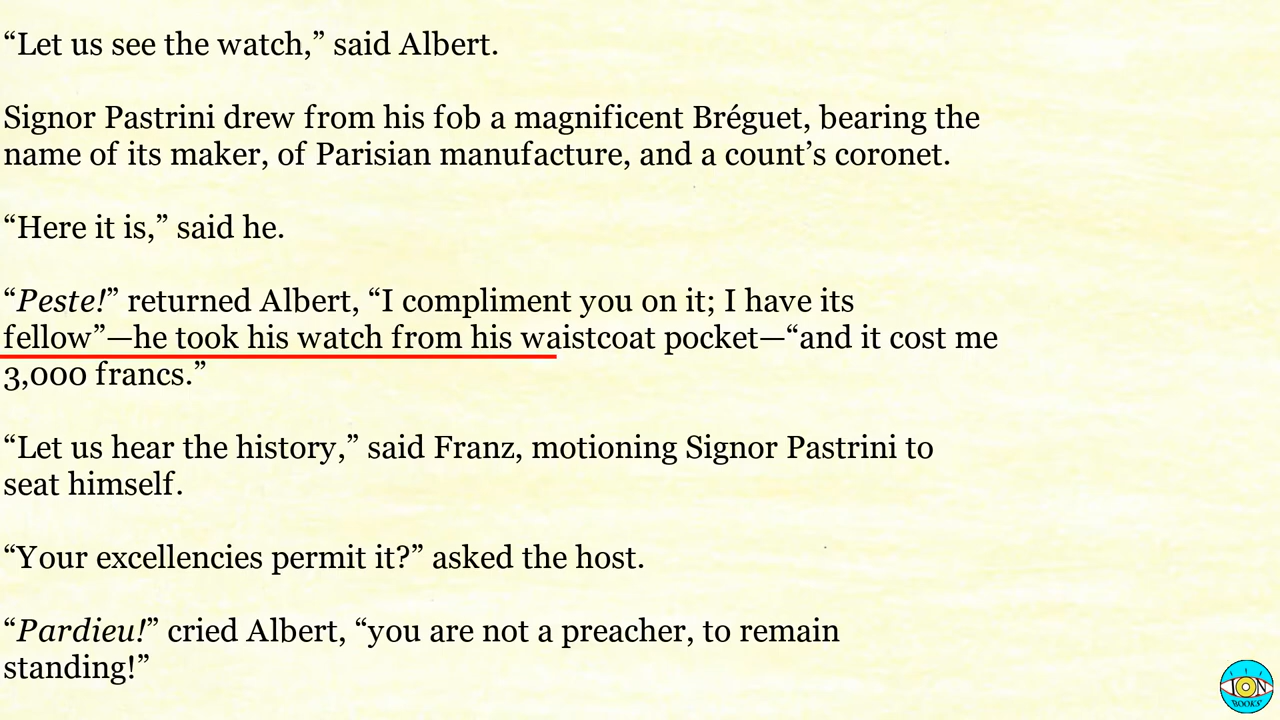 “Let us see the watch,” said Albert.
Signor Pastrini drew from his fob a magnificent Bréguet, bearing the
name of its maker, of Parisian manufacture, and a count’s coronet.
“Here it is,” said he.
“Peste!” returned Albert, “I compliment you on it; I have its
fellow”—he took his watch from his waistcoat pocket—“and it cost me
3,000 francs.”
“Let us hear the history,” said Franz, motioning Signor Pastrini to
seat himself.
“Your excellencies permit it?” asked the host.
“Pardieu!” cried Albert, “you are not a preacher, to remain
standing!”
ION
BOOKS